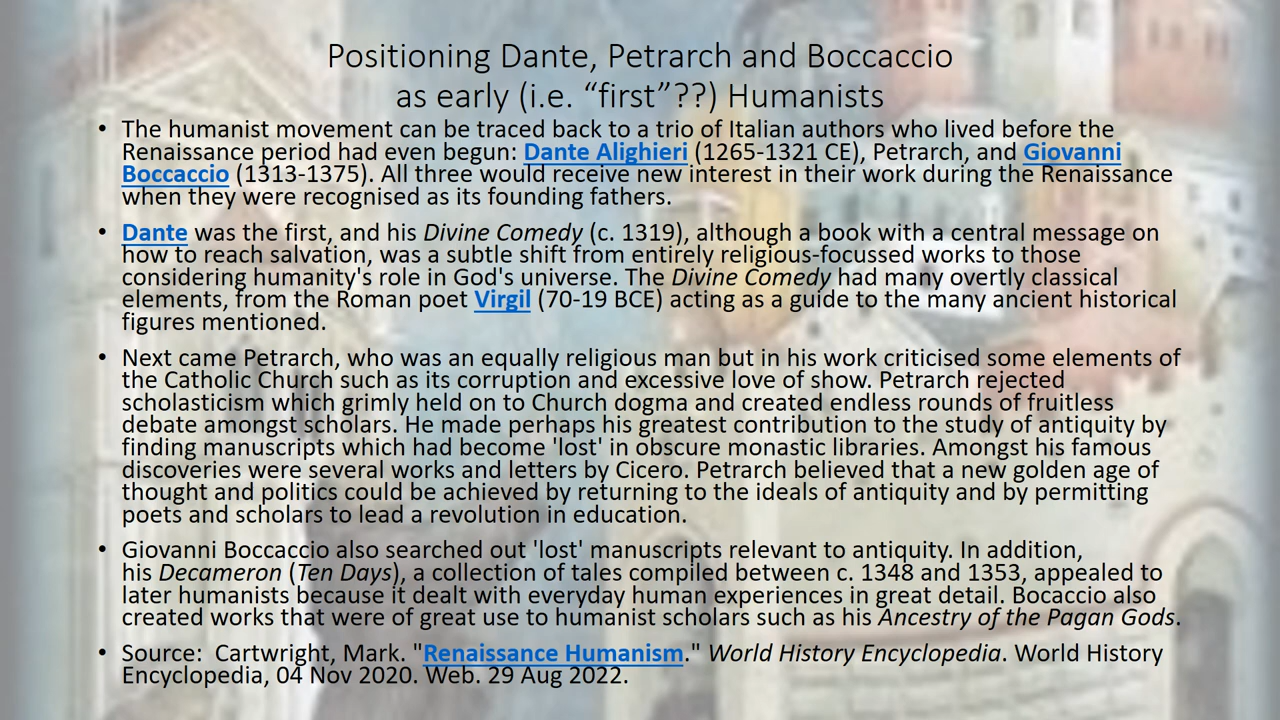 Positioning Dante, Petrarch and Boccaccio
as early (i.e. “first”??) Humanists
• The humanist movement can be traced back to a trio of Italian authors who lived before the
Renaissance period had even begun: Dante Alighieri (1265-1321 CE), Petrarch, and Giovanni
Boccaccio (1313-1375). All three would receive new interest in their work during the Renaissance
when they were recognised as its founding fathers.
• Dante was the first, and his Divine Comedy (c. 1319), although a book with a central message on
how to reach salvation, was a subtle shift from entirely religious-focussed works to those
considering humanity's role in God's universe. The Divine Comedy had many overtly classical
elements, from the Roman poet Virgil (70-19 BCE) acting as a guide to the many ancient historical
figures mentioned.
• Next came Petrarch, who was an equally religious man but in his work criticised some elements of
the Catholic Church such as its corruption and excessive love of show. Petrarch rejected
scholasticism which grimly held on to Church dogma and created endless rounds of fruitless
debate amongst scholars. He made perhaps his greatest contribution to the study of antiquity by
finding manuscripts which had become 'lost' in obscure monastic libraries. Amongst his famous
discoveries were several works and letters by Cicero. Petrarch believed that a new golden age of
thought and politics could be achieved by returning to the ideals of antiquity and by permitting
poets and scholars to lead a revolution in education.
• Giovanni Boccaccio also searched out 'lost' manuscripts relevant to antiquity. In addition,
his Decameron (Ten Days), a collection of tales compiled between c. 1348 and 1353, appealed to
later humanists because it dealt with everyday human experiences in great detail. Bocaccio also
created works that were of great use to humanist scholars such as his Ancestry of the Pagan Gods.
• Source:  Cartwright, Mark. "Renaissance Humanism." World History Encyclopedia. World History
Encyclopedia, 04 Nov 2020. Web. 29 Aug 2022.